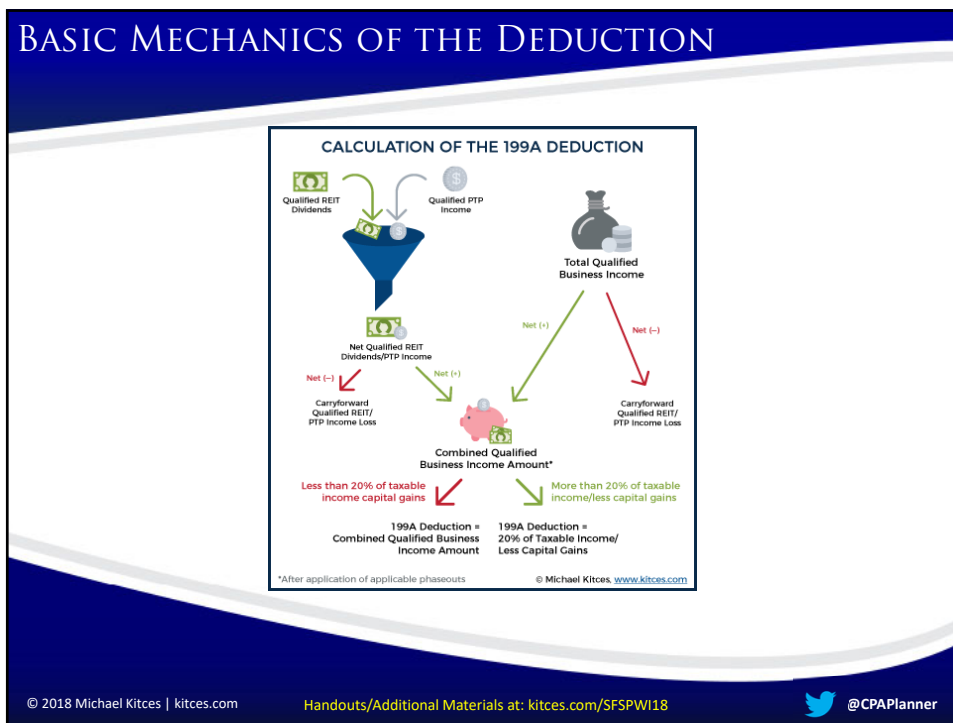 BASIC MECHANICS OF THE DEDUCTION
CALCULATION OF THE 199A DEDUCTION
Qualified REIT
Dividends
Qualified PTP
Income
Total Qualified
Business Income
Net Qualified REIT
Dividends/PTP Income
Net (+)
Net (–)
Net (–)
Net (+)
Carryforward
Qualified REIT/
PTP Income Loss
Carryforward
Qualified REIT/
PTP Income Loss
Combined Qualified
Business Income Amount*
Less than 20% of taxable
income capital gains
More than 20% of taxable
income/less capital gains
199A Deduction =
Combined Qualified Business
Income Amount
199A Deduction =
20% of Taxable Income/
Less Capital Gains
*After application of applicable phaseouts
© Michael Kitces, www.kitces.com
© 2018 Michael Kitces | kitces.com
Handouts/Additional Materials at: kitces.com/SFSPWI18
@CPAPlanner